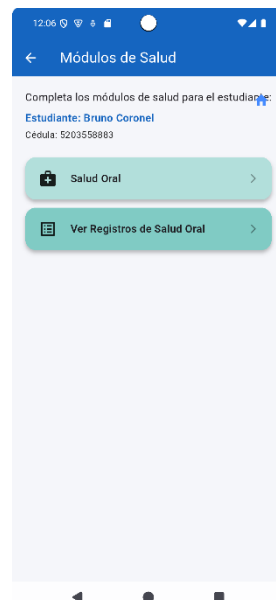 12:06
Módulos de Salud
Completa los módulos de salud para el estudiante:
Estudiante: Bruno Coronel
Cédula: 5203558883
Salud Oral
Ver Registros de Salud Oral